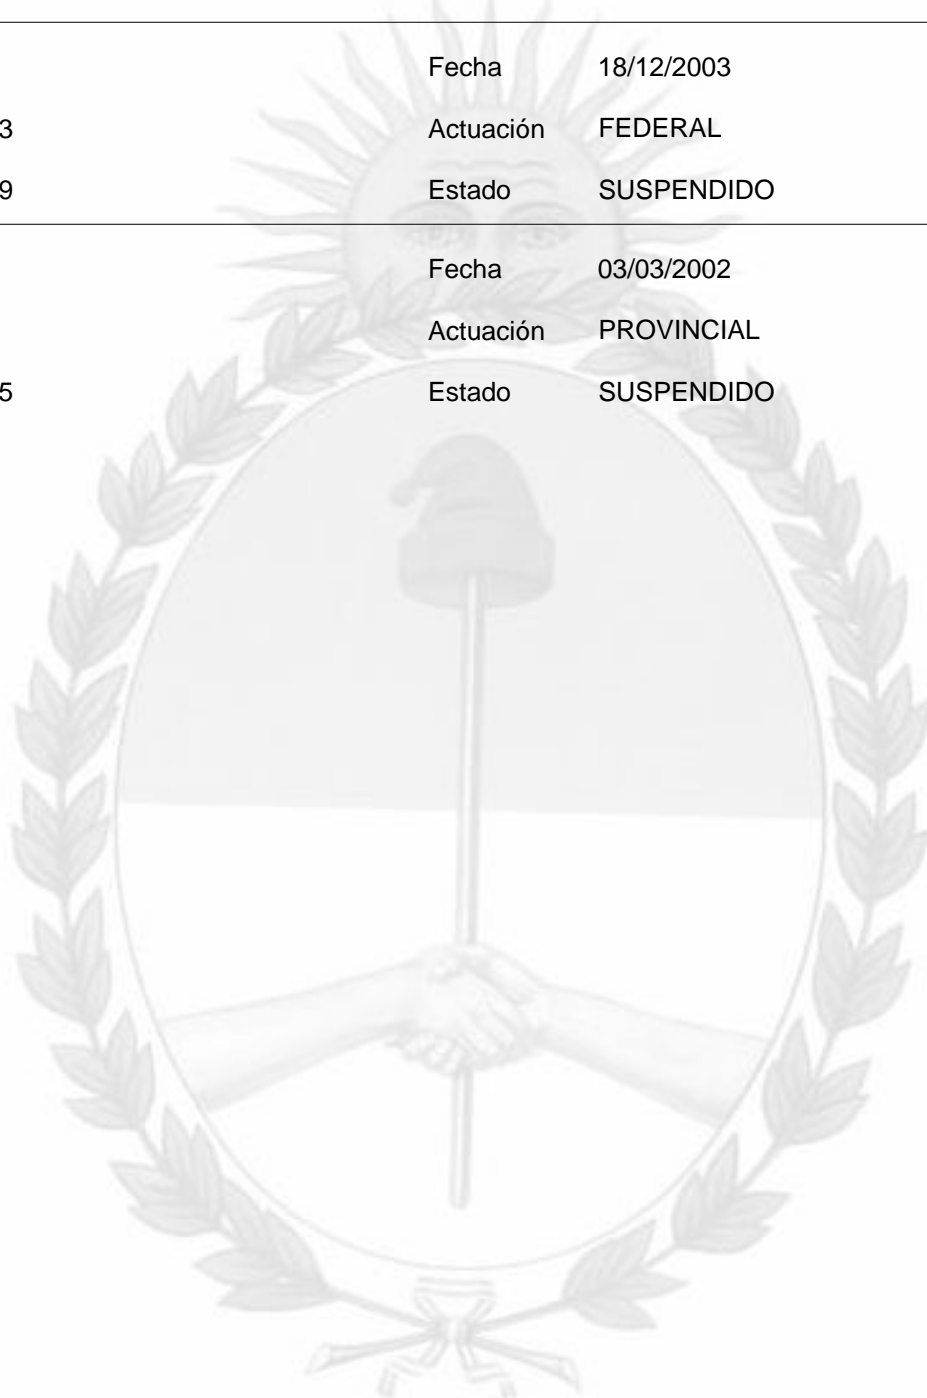 Fecha 18/12/2003
3 Actuación FEDERAL
9 Estado SUSPENDIDO
Fecha 03/03/2002
Actuación PROVINCIAL
5 Estado SUSPENDIDO